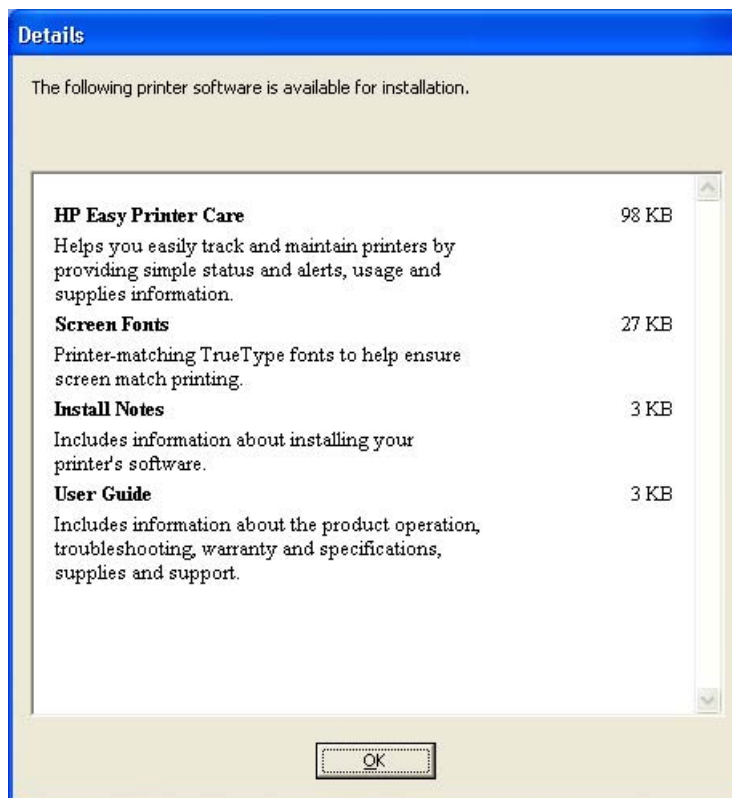 Details
The following printer software is available for installation.
HP Easy Printer Care 98 KB
Helps you easily track and maintain printers by
providing simple status and alerts, usage and
supplies information.
Screen Fonts 27 KB
Printer-matching TrueType fonts to help ensure
screen match printing.
Install Notes 3 KB
Includes information about installing your
printer's software.
User Guide 3 KB
Includes information about the product operation,
troubleshooting, warranty and specifications,
supplies and support.
OK